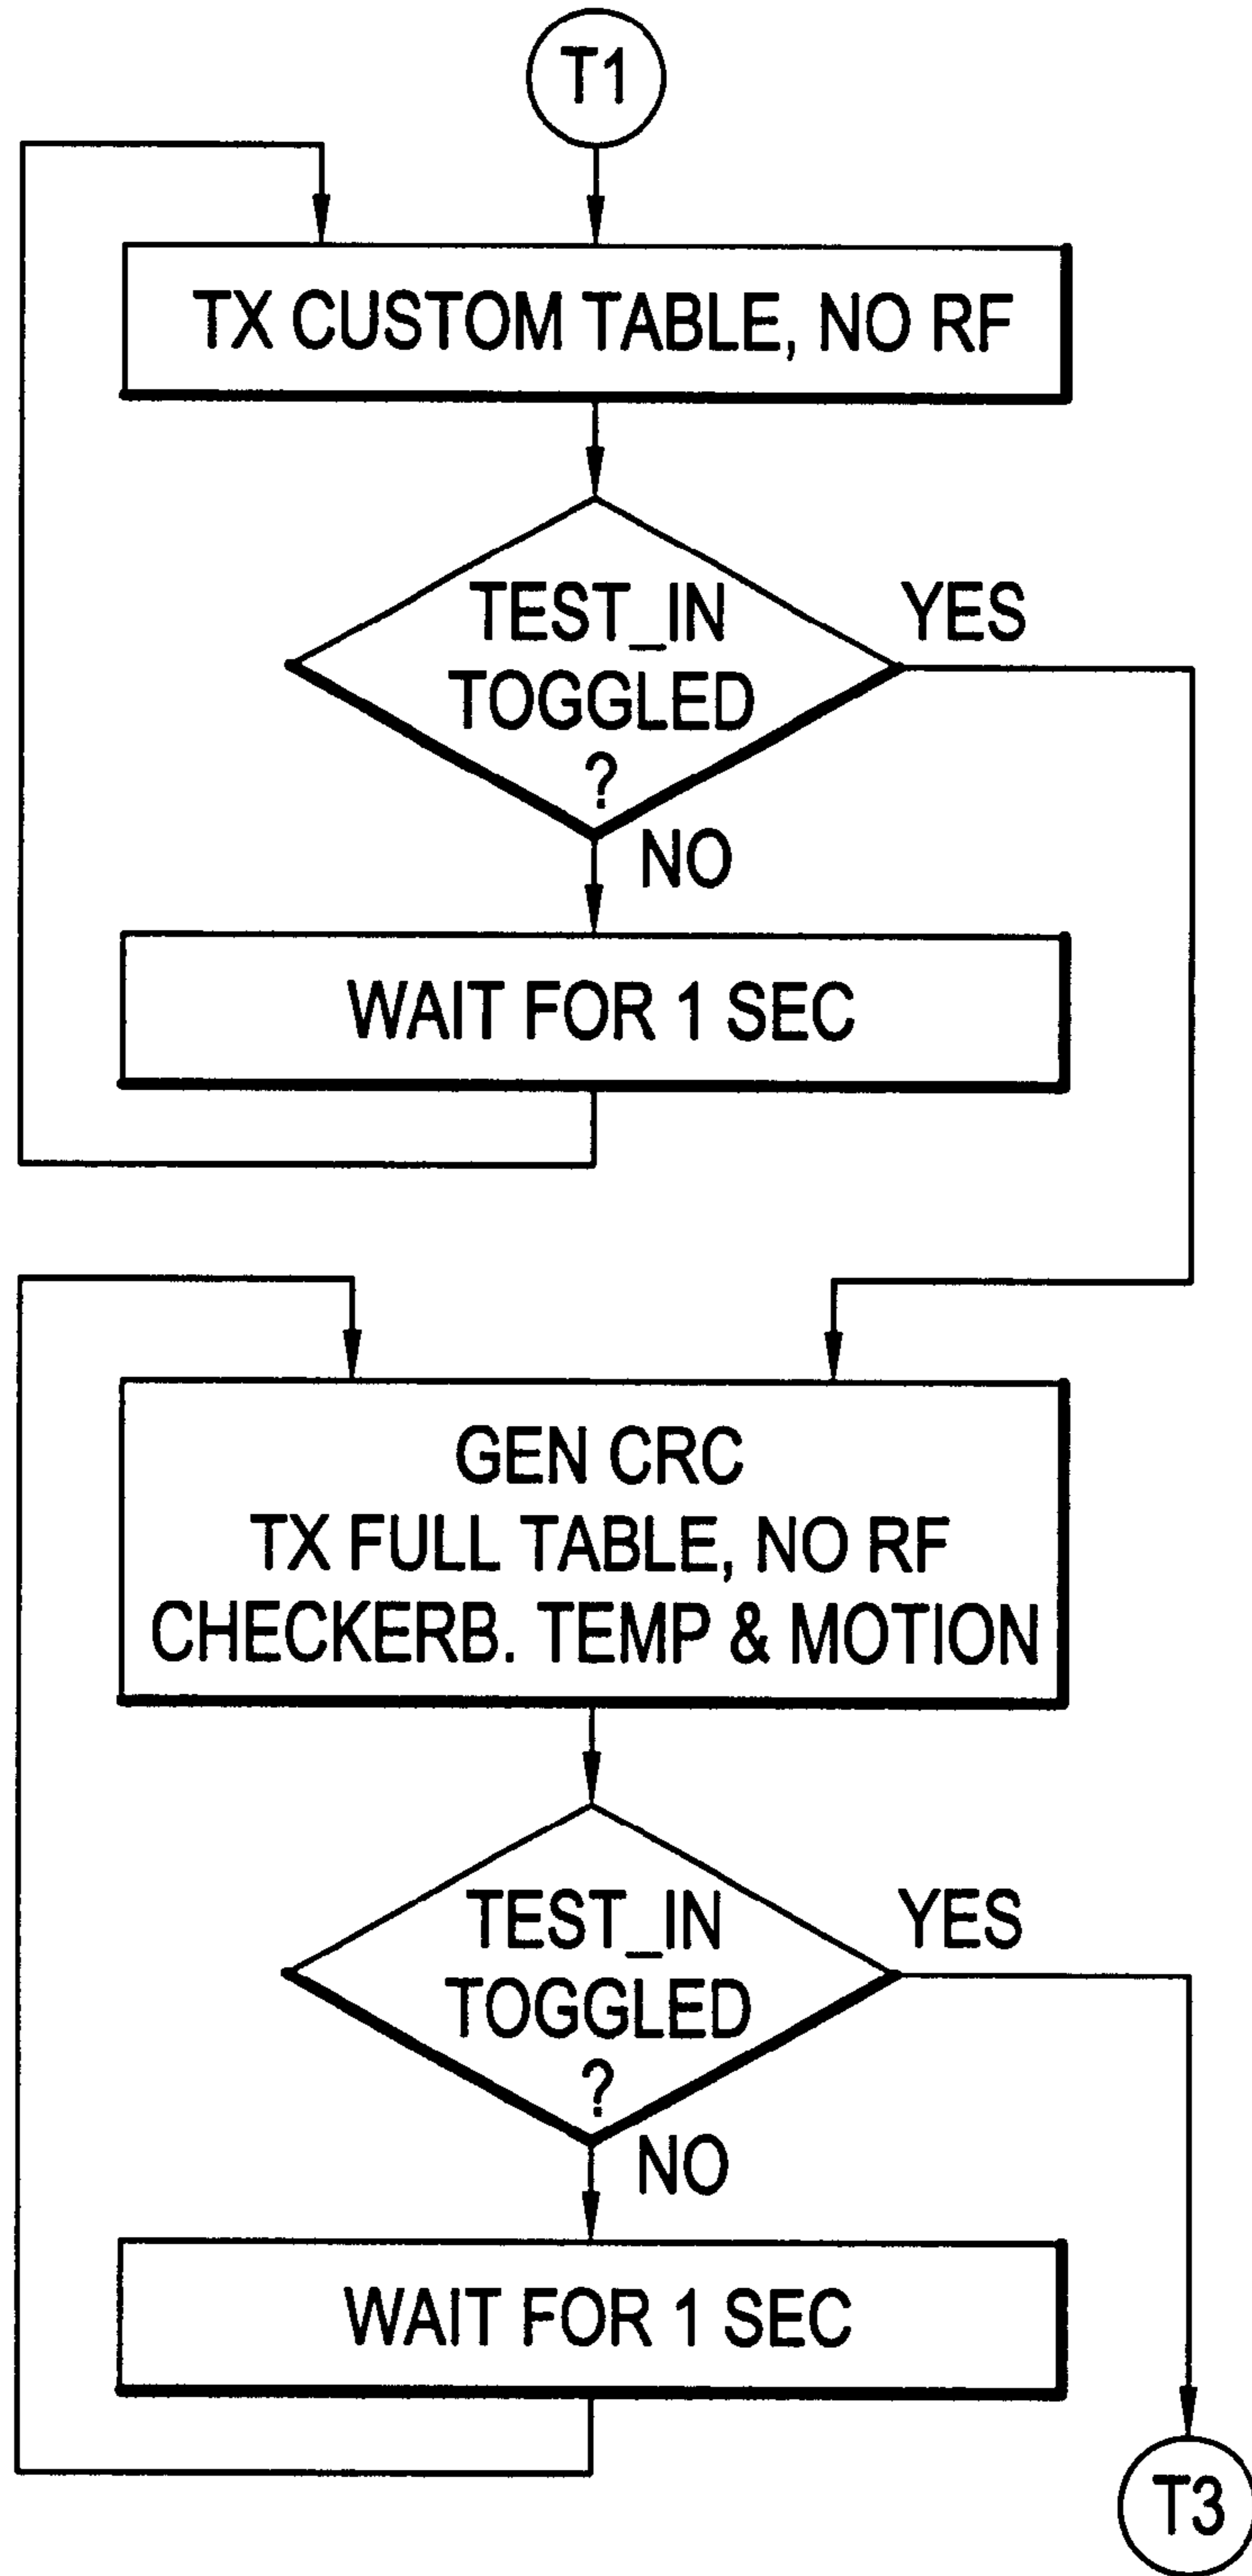 T1
TX CUSTOM TABLE, NO RF
TEST_IN
TOGGLED
?
YES
NO
WAIT FOR 1 SEC
GEN CRC
TX FULL TABLE, NO RF
CHECKERB. TEMP & MOTION
TEST_IN
TOGGLED
?
YES
NO
WAIT FOR 1 SEC
T3